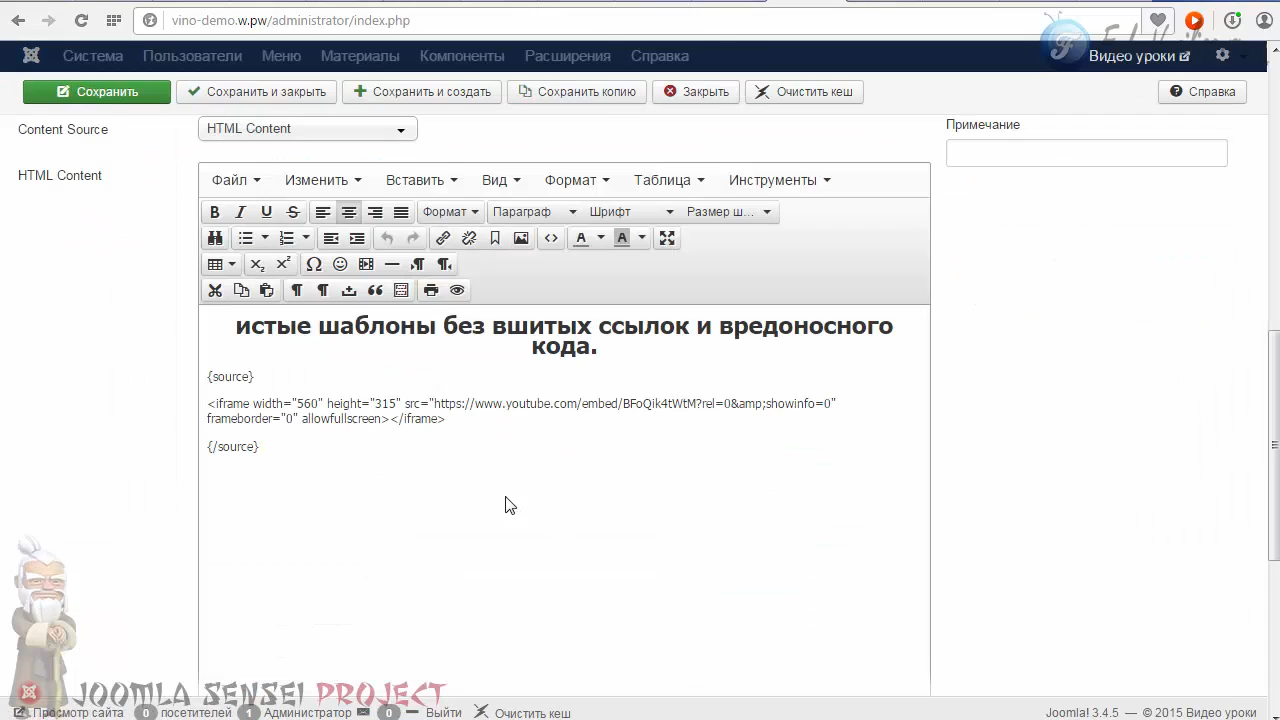 vino-demo.w.pw/administrator/index.php
Система Пользователи Меню Материалы Компоненты Расширения Справка Видео уроки
Сохранить Сохранить и закрыть Сохранить и создать Сохранить копию Закрыть Очистить кеш Справка
Content Source HTML Content Примечание
HTML Content
Файл Изменить Вставить Вид Формат Таблица Инструменты
Формат Параграф Шрифт Размер ш...
истые шаблоны без вшитых ссылок и вредоносного
кода.
{source}
<iframe width="560" height="315" src="https://www.youtube.com/embed/BFoQik4tWtM?rel=0&amp;showinfo=0"
frameborder="0" allowfullscreen></iframe>
{/source}
JOOMLA SENSEI PROJECT
Просмотр сайта 0 посетителей 1 Администратор 0 Выйти Очистить кеш Joomla! 3.4.5 — © 2015 Видео уроки